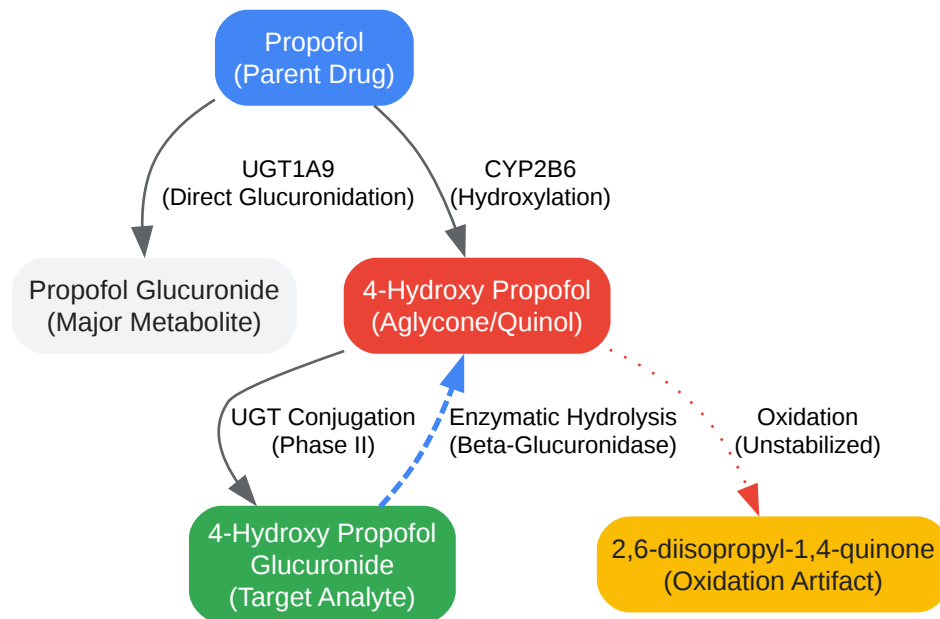 Propofol
(Parent Drug)
UGT1A9
(Direct Glucuronidation)
CYP2B6
(Hydroxylation)
Propofol Glucuronide
(Major Metabolite)
4-Hydroxy Propofol
(Aglycone/Quinol)
UGT Conjugation
(Phase II)
Enzymatic Hydrolysis
(Beta-Glucuronidase)
Oxidation
(Unstabilized)
4-Hydroxy Propofol
Glucuronide
(Target Analyte)
2,6-diisopropyl-1,4-quinone
(Oxidation Artifact)